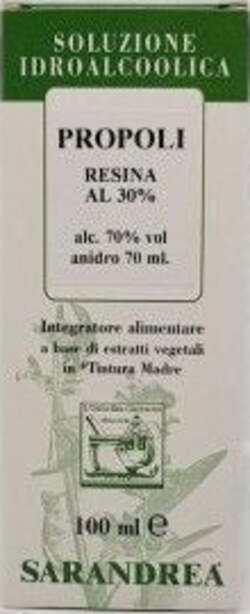 SOLUZIONE
IDROALCOOLICA
PROPOLI
RESINA
AL 30%
alc. 70% vol
anidro 70 ml.
Integratore alimentare
a base di estratti vegetali
in *Tintura Madre
100 ml ℮
SARANDREA